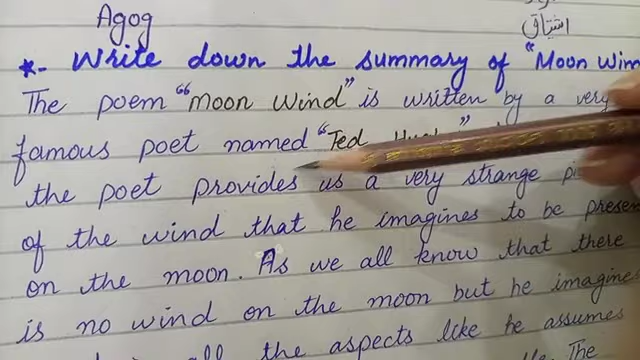 Agog
اشتیاق
*- Write down the summary of "Moon Win
The poem "Moon Wind" is written by a very
famous poet named "Ted
the poet provides us a very strange
of the wind that he imagines to be presen
on the moon. As we all know that there
is no wind on the moon but he imagines
all the aspects like he assumes
The